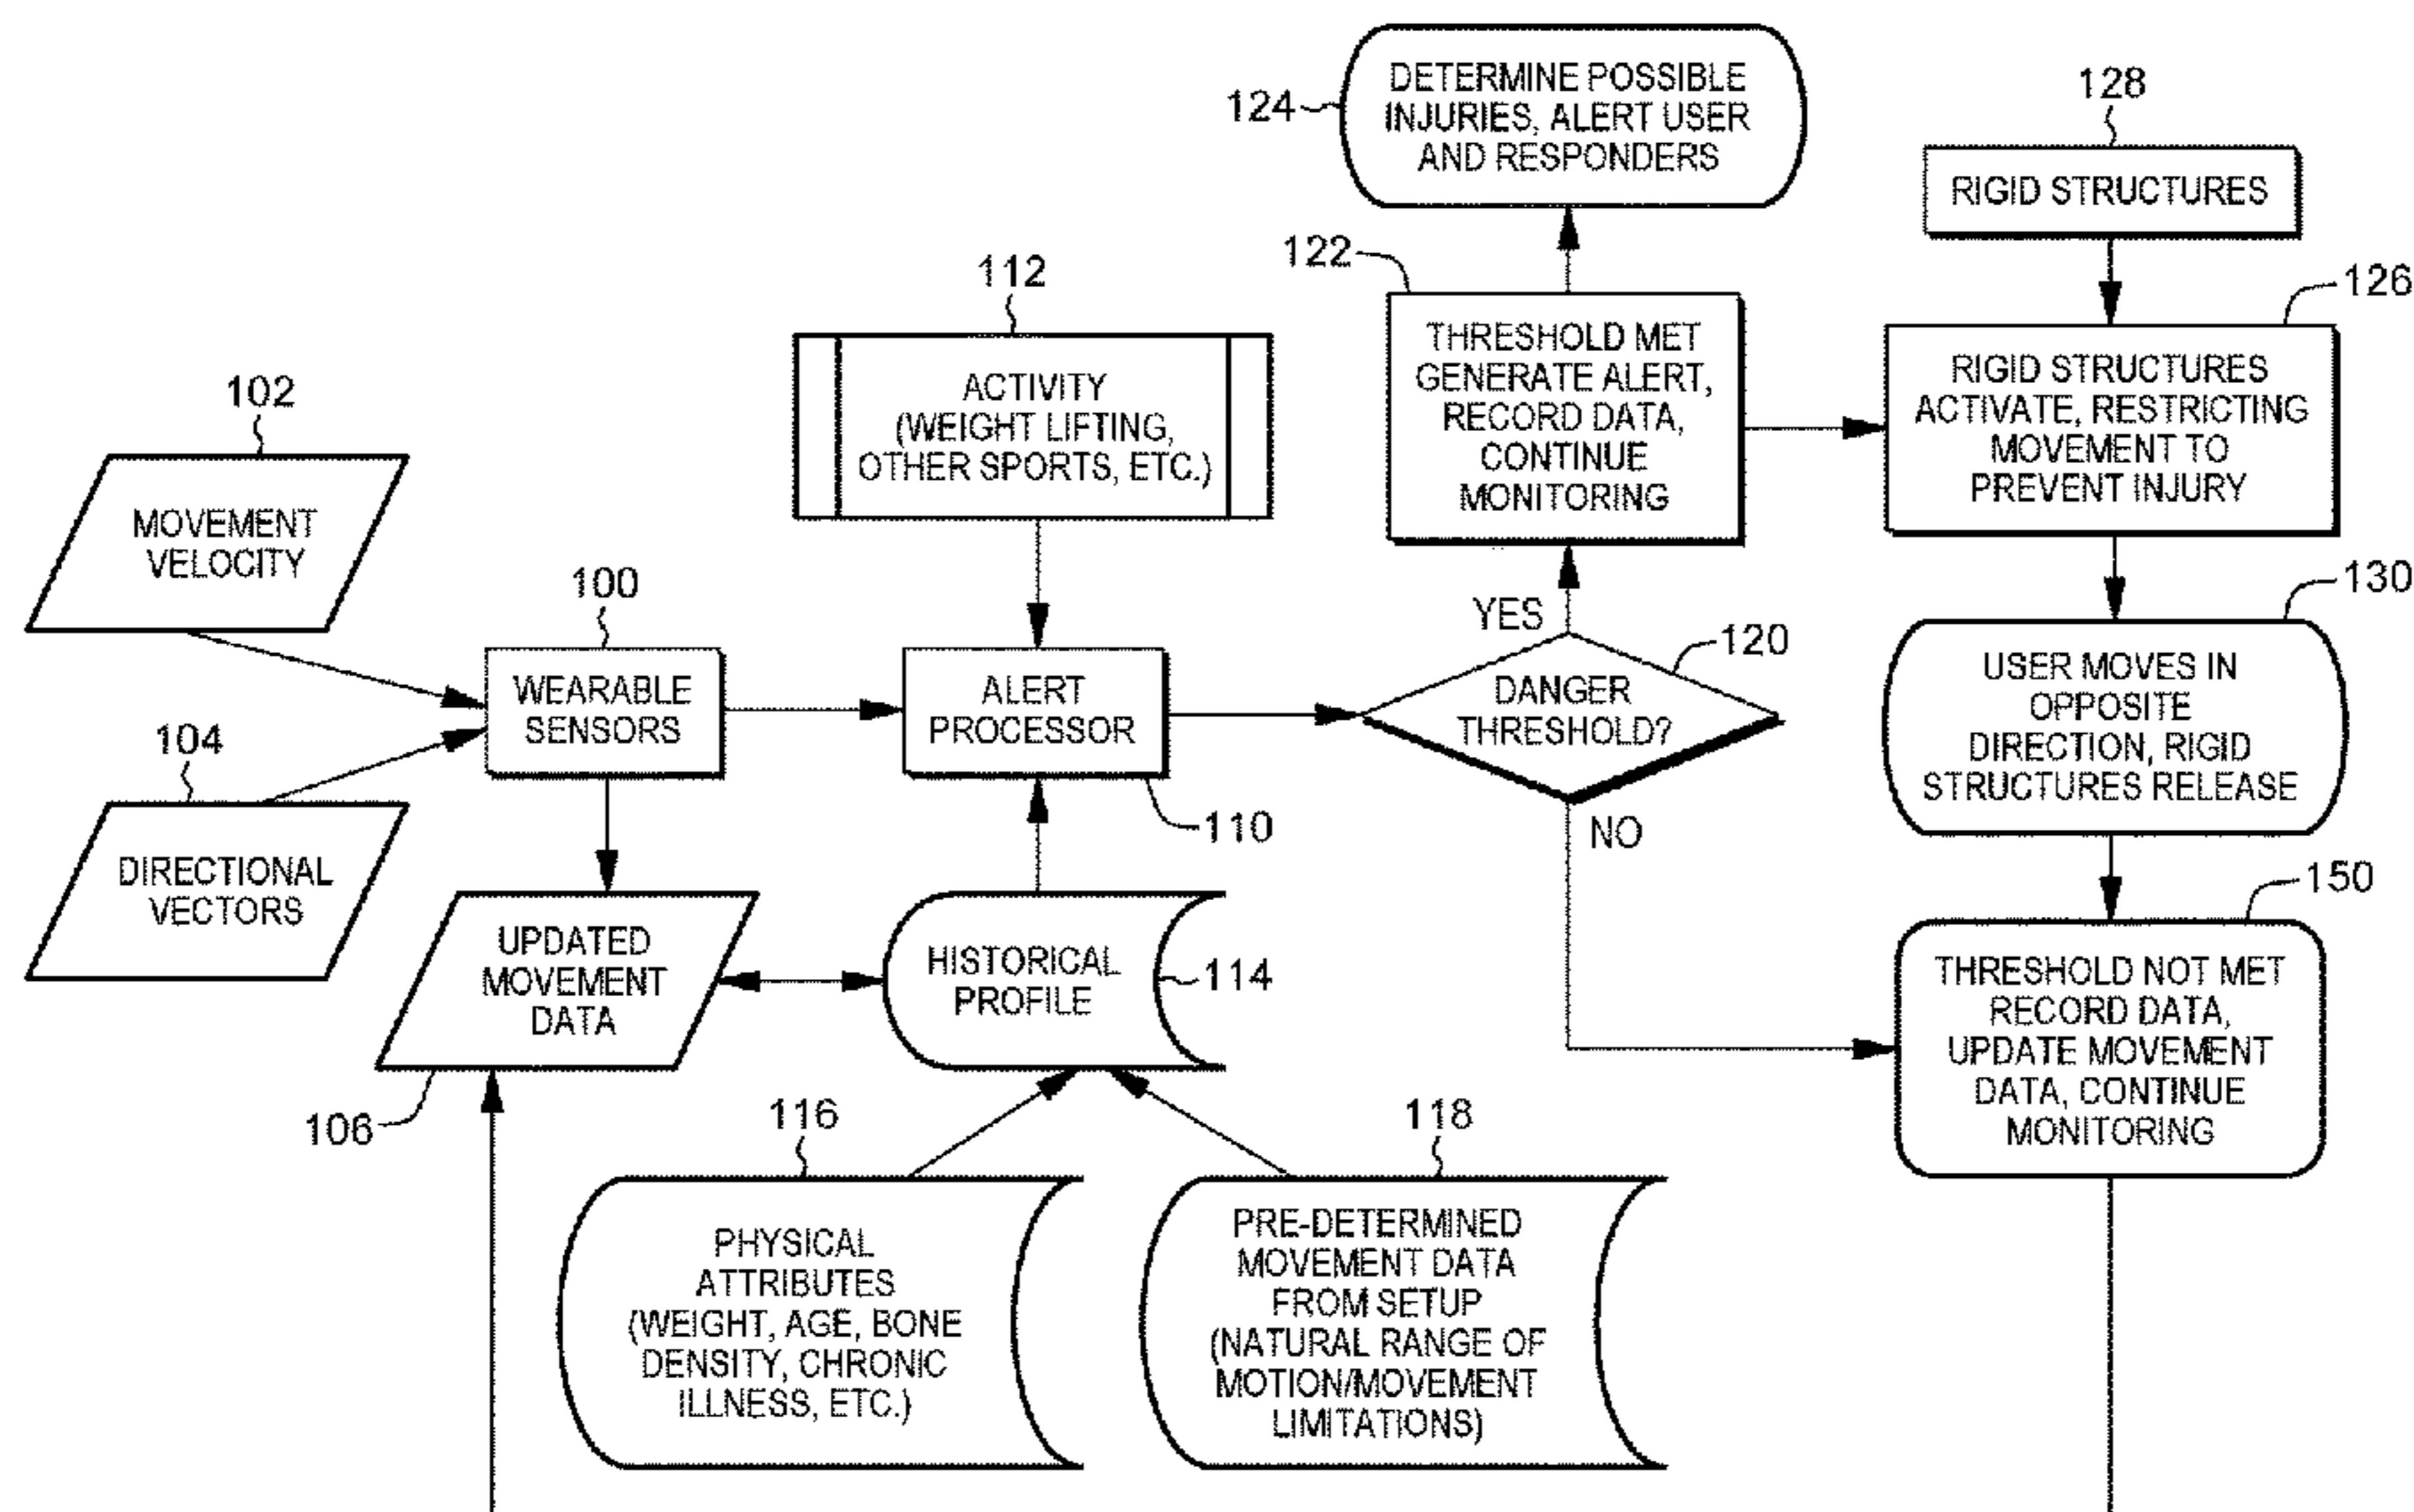 124
DETERMINE POSSIBLE
INJURIES, ALERT USER
AND RESPONDERS
128
RIGID STRUCTURES
122
THRESHOLD MET
GENERATE ALERT,
RECORD DATA,
CONTINUE
MONITORING
126
RIGID STRUCTURES
ACTIVATE, RESTRICTING
MOVEMENT TO
PREVENT INJURY
112
ACTIVITY
(WEIGHT LIFTING,
OTHER SPORTS, ETC.)
102
MOVEMENT
VELOCITY
100
WEARABLE
SENSORS
104
DIRECTIONAL
VECTORS
ALERT
PROCESSOR
110
YES
120
DANGER
THRESHOLD?
NO
130
USER MOVES IN
OPPOSITE
DIRECTION, RIGID
STRUCTURES RELEASE
150
THRESHOLD NOT MET
RECORD DATA,
UPDATE MOVEMENT
DATA, CONTINUE
MONITORING
UPDATED
MOVEMENT
DATA
106
HISTORICAL
PROFILE
114
116
PHYSICAL
ATTRIBUTES
(WEIGHT, AGE, BONE
DENSITY, CHRONIC
ILLNESS, ETC.)
118
PRE-DETERMINED
MOVEMENT DATA
FROM SETUP
(NATURAL RANGE OF
MOTION/MOVEMENT
LIMITATIONS)